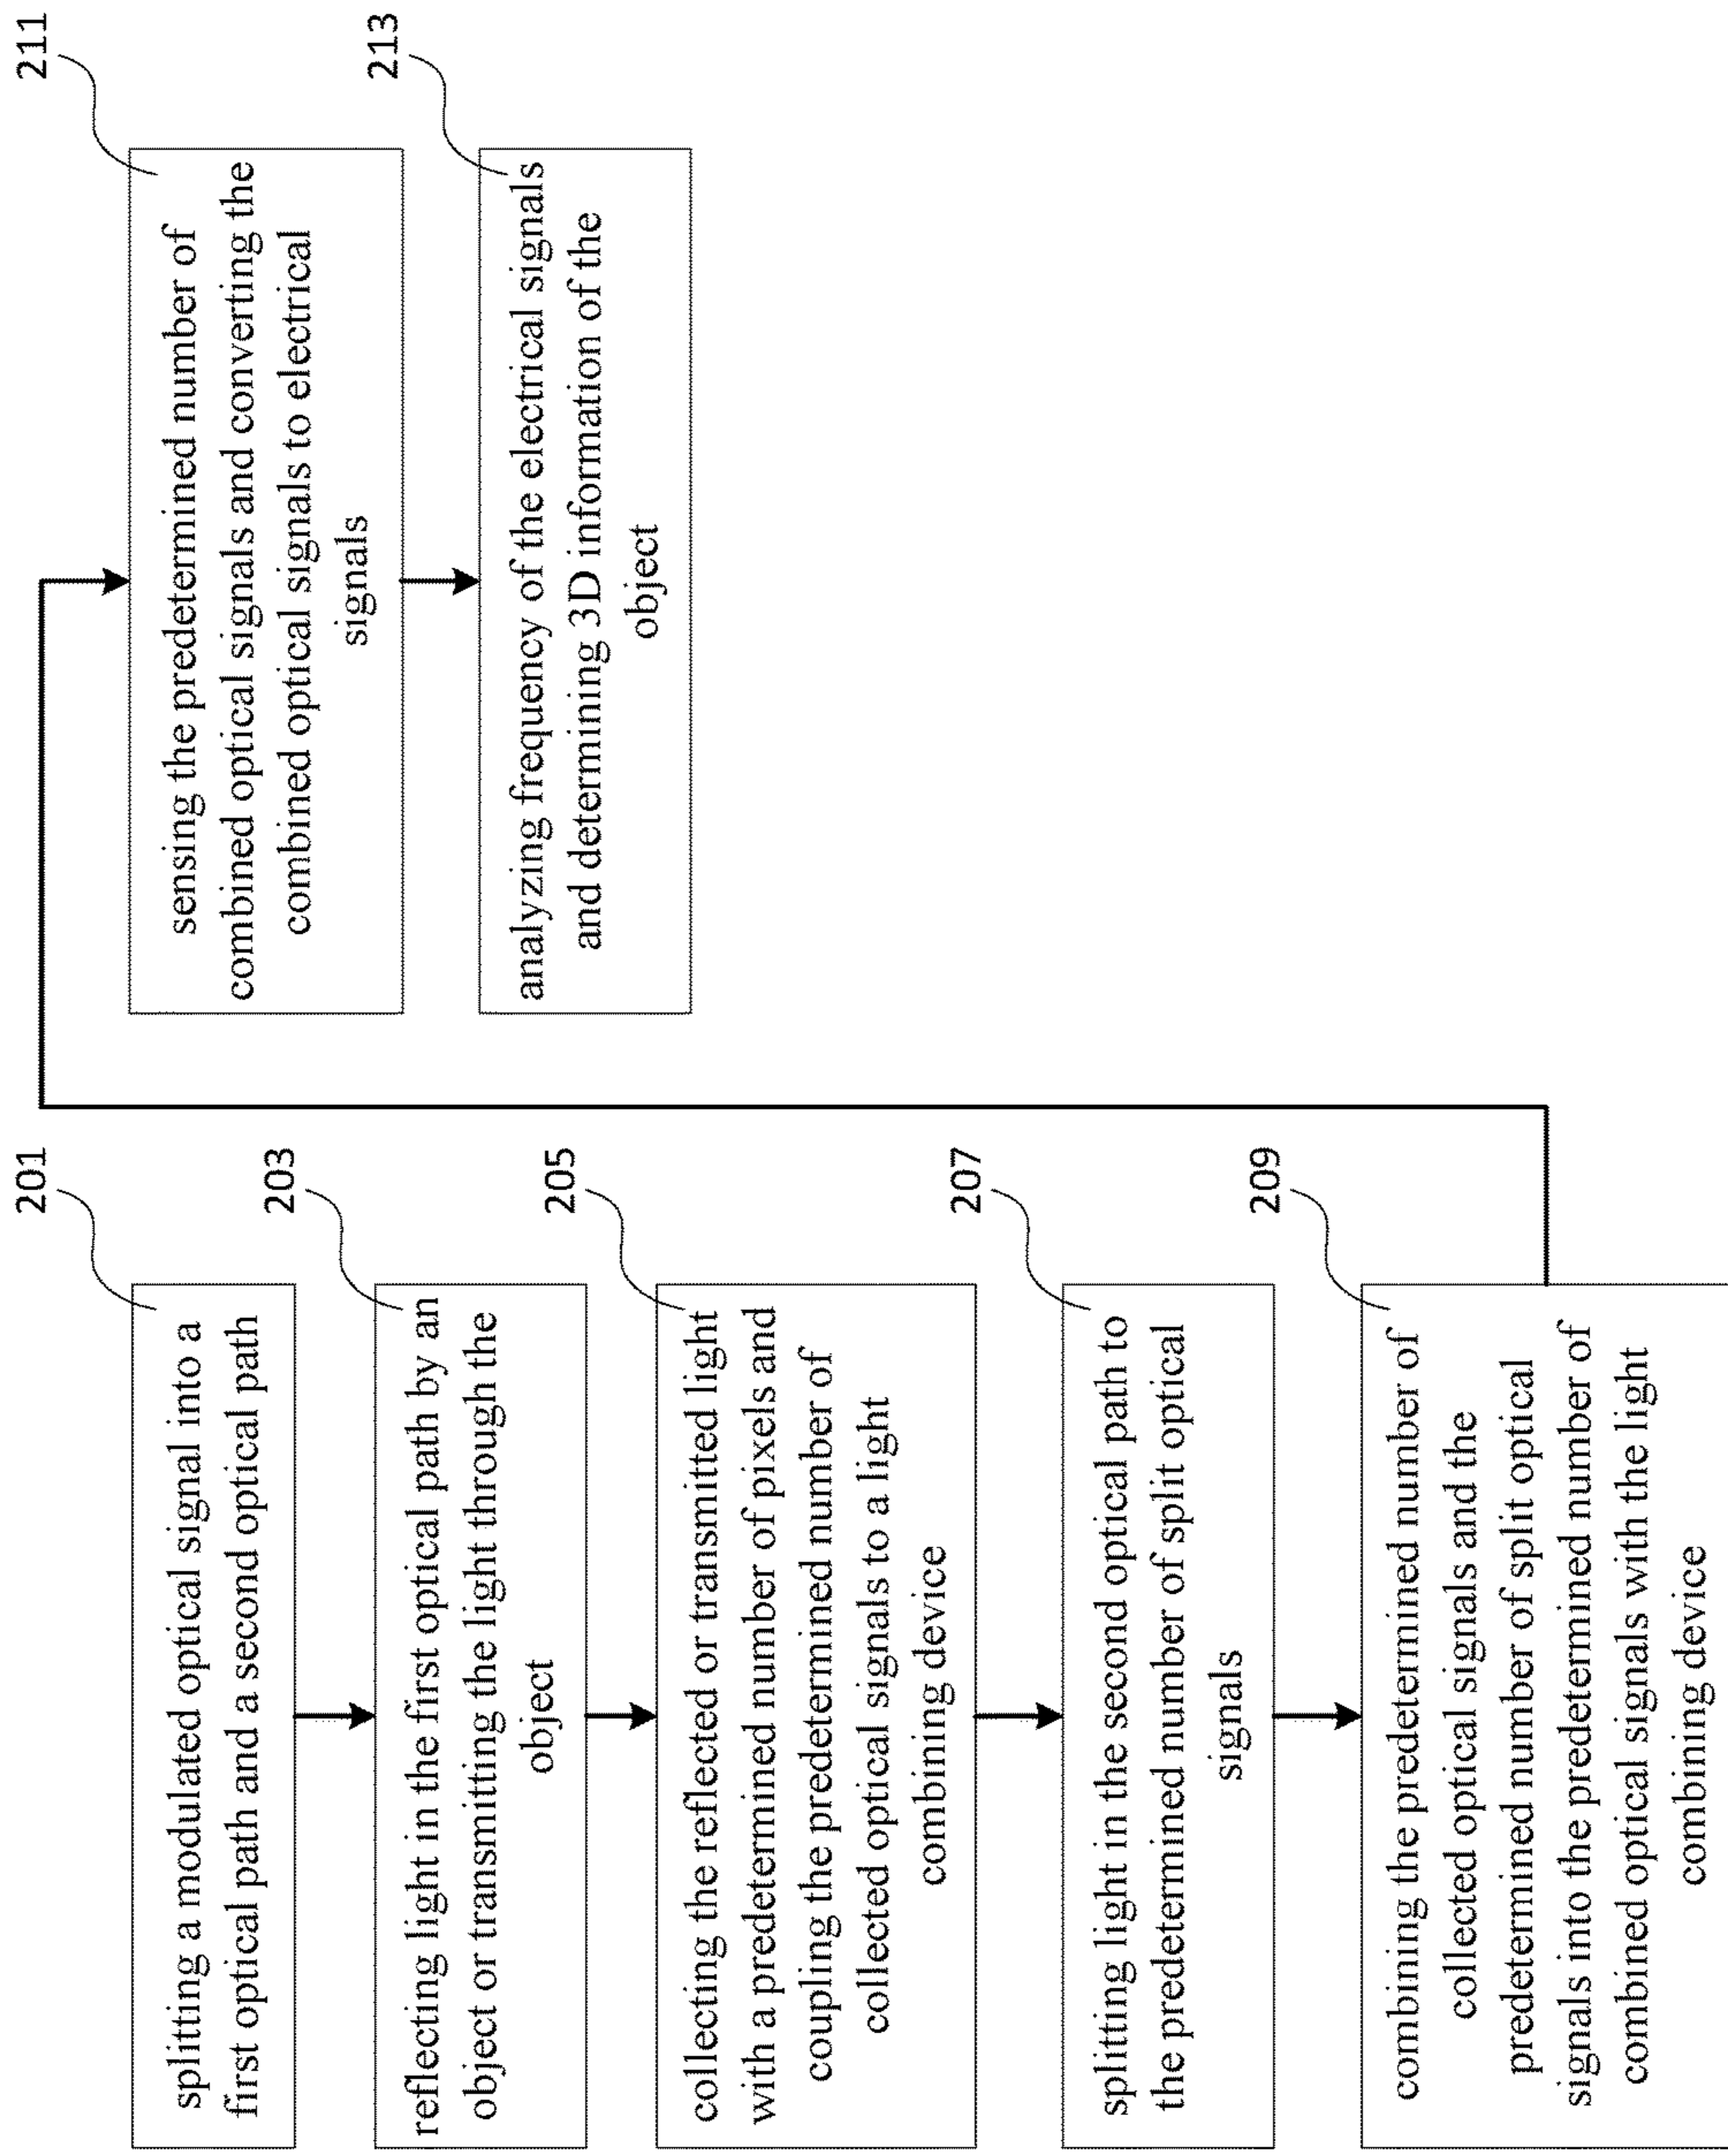 201
splitting a modulated optical signal into a
first optical path and a second optical path
203
reflecting light in the first optical path by an
object or transmitting the light through the
object
205
collecting the reflected or transmitted light
with a predetermined number of pixels and
coupling the predetermined number of
collected optical signals to a light
combining device
207
splitting light in the second optical path to
the predetermined number of split optical
signals
209
combining the predetermined number of
collected optical signals and the
predetermined number of split optical
signals into the predetermined number of
combined optical signals with the light
combining device
211
sensing the predetermined number of
combined optical signals and converting the
combined optical signals to electrical
signals
213
analyzing frequency of the electrical signals
and determining 3D information of the
object